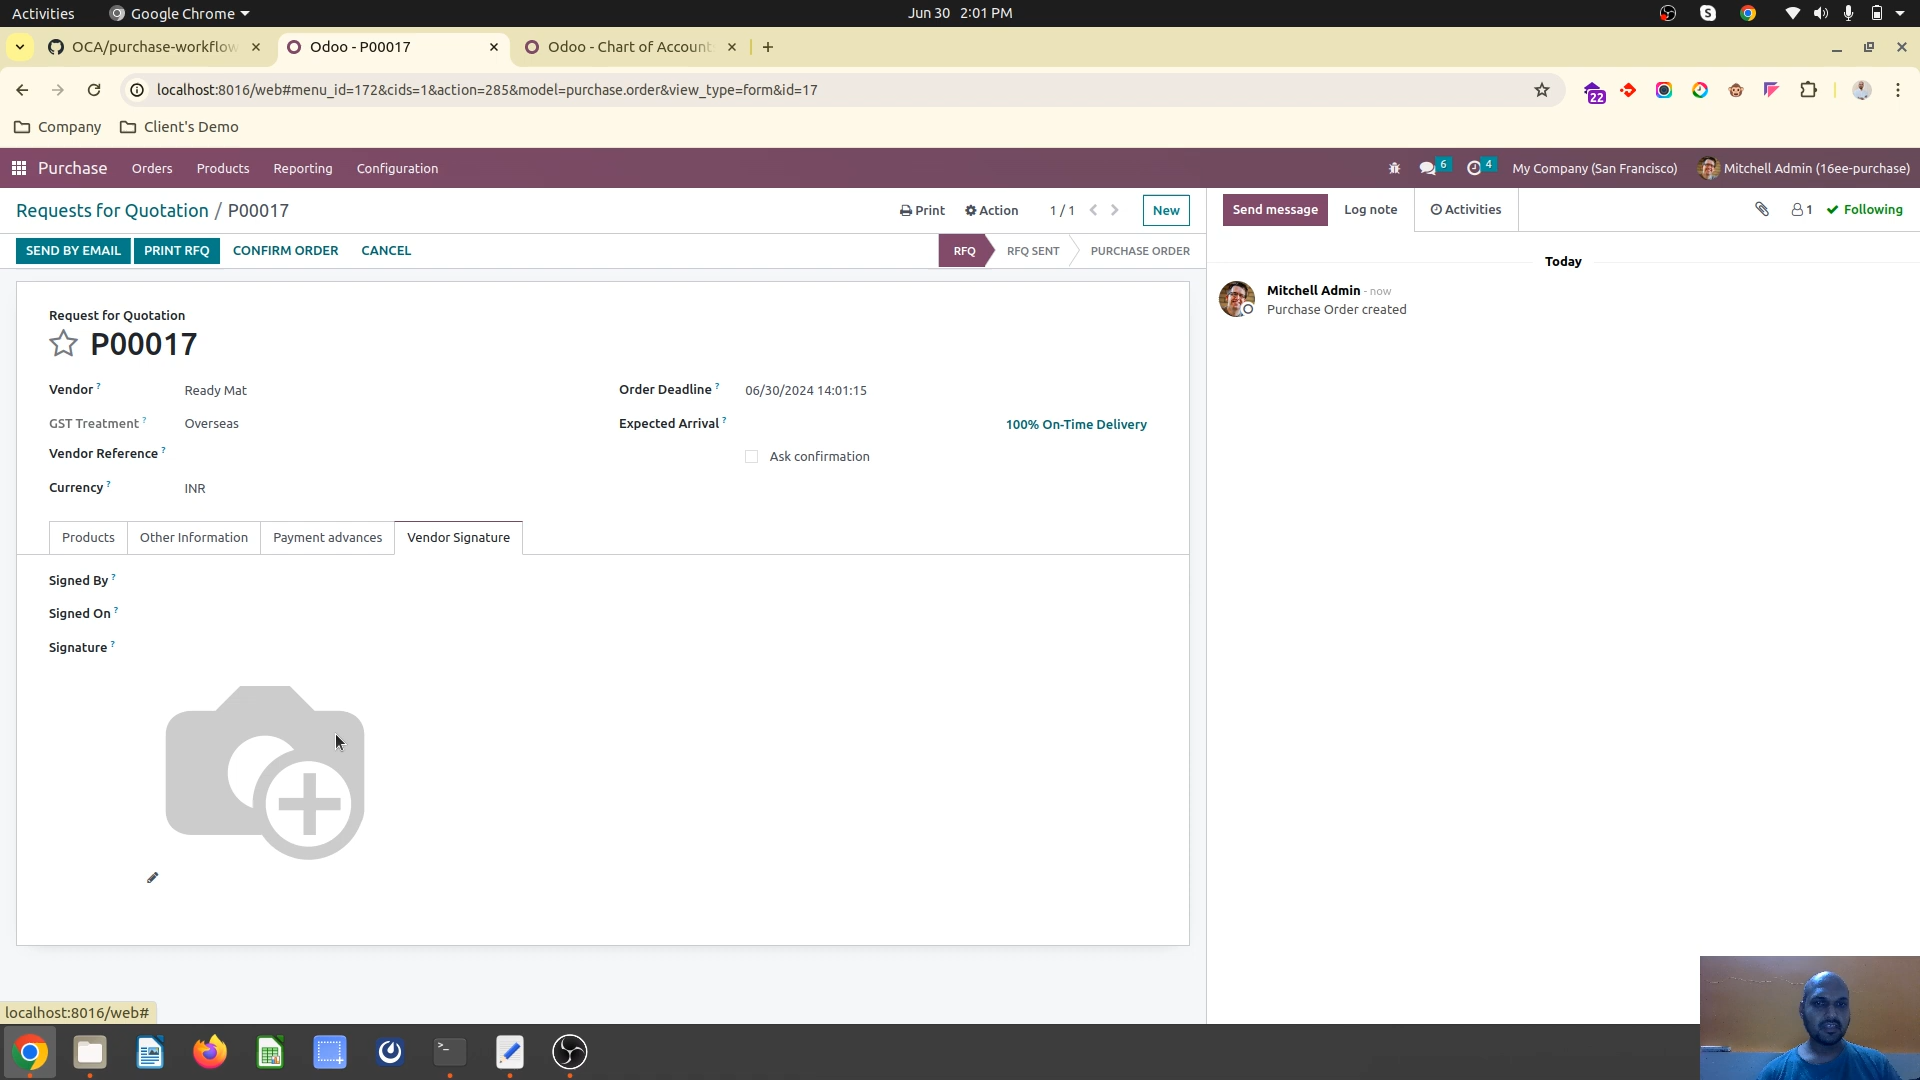 Activities
Google Chrome
Jun 30 2:01 PM
OCA/purchase-workflow
Odoo - P00017
Odoo - Chart of Account
localhost:8016/web#menu_id=172&cids=1&action=285&model=purchase.order&view_type=form&id=17
22
Company
Client's Demo
Purchase
Orders
Products
Reporting
Configuration
6
4
My Company (San Francisco)
Mitchell Admin (16ee-purchase)
Requests for Quotation / P00017
Print
Action
1 / 1
New
Send message
Log note
Activities
1
Following
SEND BY EMAIL
PRINT RFQ
CONFIRM ORDER
CANCEL
RFQ
RFQ SENT
PURCHASE ORDER
Today
Mitchell Admin - now
Purchase Order created
Request for Quotation
P00017
Vendor ?
Ready Mat
Order Deadline ?
06/30/2024 14:01:15
GST Treatment ?
Overseas
Expected Arrival ?
100% On-Time Delivery
Vendor Reference ?
Ask confirmation
Currency ?
INR
Products
Other Information
Payment advances
Vendor Signature
Signed By ?
Signed On ?
Signature ?
localhost:8016/web#